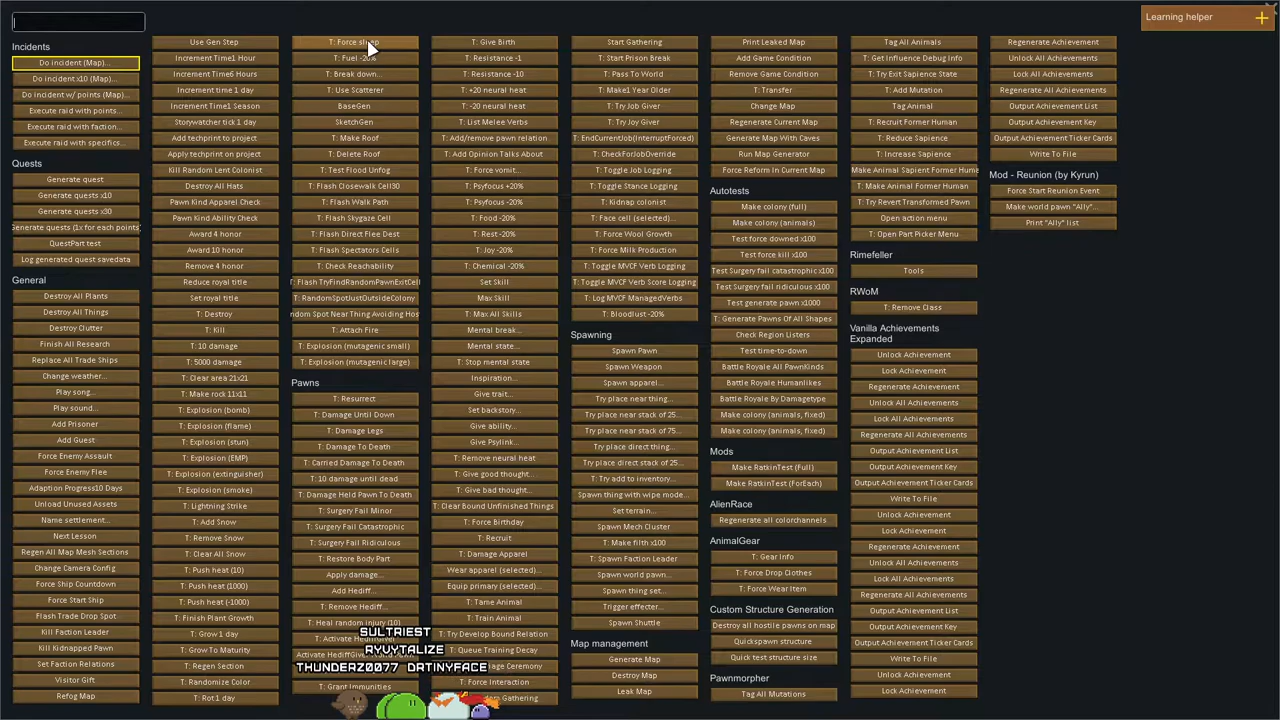 Learning helper
Incidents
Do incident (Map)...
Do incident x10 (Map)...
Do incident w/ points (Map)...
Execute raid with points...
Execute raid with faction...
Execute raid with specifics...
Quests
Generate quest
Generate quests x10
Generate quests x30
Generate quests (1x for each points)
QuestPart test
Log generated quest savedata
General
Destroy All Plants
Destroy All Things
Destroy Clutter
Finish All Research
Replace All Trade Ships
Change weather...
Play song...
Play sound...
Add Prisoner
Add Guest
Force Enemy Assault
Force Enemy Flee
Adaption Progress10 Days
Unload Unused Assets
Name settlement...
Next Lesson
Regen All Map Mesh Sections
Change Camera Config
Force Ship Countdown
Force Start Ship
Flash Trade Drop Spot
Kill Faction Leader
Kill Kidnapped Pawn
Set Faction Relations
Visitor Gift
Refog Map
Use Gen Step
Increment Time1 Hour
Increment Time6 Hours
Increment time 1 day
Increment Time1 Season
Storywatcher tick 1 day
Add techprint to project
Apply techprint on project
Kill Random Lent Colonist
Destroy All Hats
Pawn Kind Apparel Check
Pawn Kind Ability Check
Award 4 honor
Award 10 honor
Remove 4 honor
Reduce royal title
Set royal title
T: Destroy
T: Kill
T: 10 damage
T: 5000 damage
T: Clear area 21x21
T: Make rock 11x11
T: Explosion (bomb)
T: Explosion (flame)
T: Explosion (stun)
T: Explosion (EMP)
T: Explosion (extinguisher)
T: Explosion (smoke)
T: Lightning Strike
T: Add Snow
T: Remove Snow
T: Clear All Snow
T: Push heat (10)
T: Push heat (1000)
T: Push heat (-1000)
T: Finish Plant Growth
T: Grow 1 day
T: Grow To Maturity
T: Regen Section
T: Randomize Color
T: Rot 1 day
T: Force sleep
T: Fuel -20%
T: Break down...
T: Use Scatterer
BaseGen
SketchGen
T: Make Roof
T: Delete Roof
T: Test Flood Unfog
T: Flash Closewalk Cell30
T: Flash Walk Path
T: Flash Skygaze Cell
T: Flash Direct Flee Dest
T: Flash Spectators Cells
T: Check Reachability
T: Flash TryFindRandomPawnExitCell
T: RandomSpotJustOutsideColony
ndom Spot Near Thing Avoiding Hos
T: Attach Fire
T: Explosion (mutagenic small)
T: Explosion (mutagenic large)
Pawns
T: Resurrect
T: Damage Until Down
T: Damage Legs
T: Damage To Death
T: Carried Damage To Death
T: 10 damage until dead
T: Damage Held Pawn To Death
T: Surgery Fail Minor
T: Surgery Fail Catastrophic
T: Surgery Fail Ridiculous
T: Restore Body Part
Apply damage...
Add Hediff...
T: Remove Hediff...
T: Heal random injury (10)
T: Activate HediffGiver
Activate HediffGiver
T: Grant Immunities
SULTRIEST
RYUYTALIZE
THUNDERZ0077 DRTINYFACE
T: Give Birth
T: Resistance -1
T: Resistance -10
T: +20 neural heat
T: -20 neural heat
T: List Melee Verbs
T: Add/remove pawn relation
T: Add Opinion Talks About
T: Force vomit...
T: Psyfocus +20%
T: Psyfocus -20%
T: Food -20%
T: Rest -20%
T: Joy -20%
T: Chemical -20%
Set Skill
Max Skill
T: Max All Skills
Mental break...
Mental state...
T: Stop mental state
Inspiration...
Give trait...
Set backstory...
Give ability...
Give Psylink...
T: Remove neural heat
T: Give good thought...
T: Give bad thought...
T: Clear Bound Unfinished Things
T: Force Birthday
T: Recruit
T: Damage Apparel
Wear apparel (selected)...
Equip primary (selected)...
T: Tame Animal
T: Train Animal
T: Try Develop Bound Relation
T: Queue Training Decay
Ceremony
T: Force Interaction
Gathering
Start Gathering
T: Start Prison Break
T: Pass To World
T: Make1 Year Older
T: Try Job Giver
T: Try Joy Giver
T: EndCurrentJob(InterruptForced)
T: CheckForJobOverride
T: Toggle Job Logging
T: Toggle Stance Logging
T: Kidnap colonist
T: Face cell (selected)...
T: Force Wool Growth
T: Force Milk Production
T: Toggle MVCF Verb Logging
T: Toggle MVCF Verb Score Logging
T: Log MVCF ManagedVerbs
T: Bloodlust -20%
Spawning
Spawn Pawn
Spawn Weapon
Spawn apparel...
Try place near thing...
Try place near stack of 25...
Try place near stack of 75...
Try place direct thing...
Try place direct stack of 25...
T: Try add to inventory...
Spawn thing with wipe mode...
Set terrain...
Spawn Mech Cluster
T: Make filth x100
T: Spawn Faction Leader
Spawn world pawn...
Spawn thing set...
Trigger effecter...
Spawn Shuttle
Map management
Generate Map
Destroy Map
Leak Map
Print Leaked Map
Add Game Condition
Remove Game Condition
T: Transfer
Change Map
Regenerate Current Map
Generate Map With Caves
Run Map Generator
Force Reform In Current Map
Autotests
Make colony (full)
Make colony (animals)
Test force downed x100
Test force kill x100
Test Surgery fail catastrophic x100
Test Surgery fail ridiculous x100
Test generate pawn x1000
T: Generate Pawns Of All Shapes
Check Region Listers
Test time-to-down
Battle Royale All PawnKinds
Battle Royale Humanlikes
Battle Royale By Damagetype
Make colony (animals, fixed)
Make colony (animals, fixed)
Mods
Make RatkinTest (Full)
Make RatkinTest (ForEach)
AlienRace
Regenerate all colorchannels
AnimalGear
T: Gear Info
T: Force Drop Clothes
T: Force Wear Item
Custom Structure Generation
Destroy all hostile pawns on map
Quickspawn structure
Quick test structure size
Pawnmorpher
Tag All Mutations
Tag All Animals
T: Get Influence Debug Info
T: Try Exit Sapience State
T: Add Mutation
Tag Animal
T: Recruit Former Human
T: Reduce Sapience
T: Increase Sapience
Make Animal Sapient Former Huma
T: Make Animal Former Human
T: Try Revert Transformed Pawn
Open action menu
T: Open Part Picker Menu
Rimefeller
Tools
RWoM
T: Remove Class
Vanilla Achievements
Expanded
Unlock Achievement
Lock Achievement
Regenerate Achievement
Unlock All Achievements
Lock All Achievements
Regenerate All Achievements
Output Achievement List
Output Achievement Key
Output Achievement Ticker Cards
Write To File
Unlock Achievement
Lock Achievement
Regenerate Achievement
Unlock All Achievements
Lock All Achievements
Regenerate All Achievements
Output Achievement List
Output Achievement Key
Output Achievement Ticker Cards
Write To File
Unlock Achievement
Lock Achievement
Regenerate Achievement
Unlock All Achievements
Lock All Achievements
Regenerate All Achievements
Output Achievement List
Output Achievement Key
Output Achievement Ticker Cards
Write To File
Mod - Reunion (by Kyrun)
Force Start Reunion Event
Make world pawn "Ally"...
Print "Ally" list